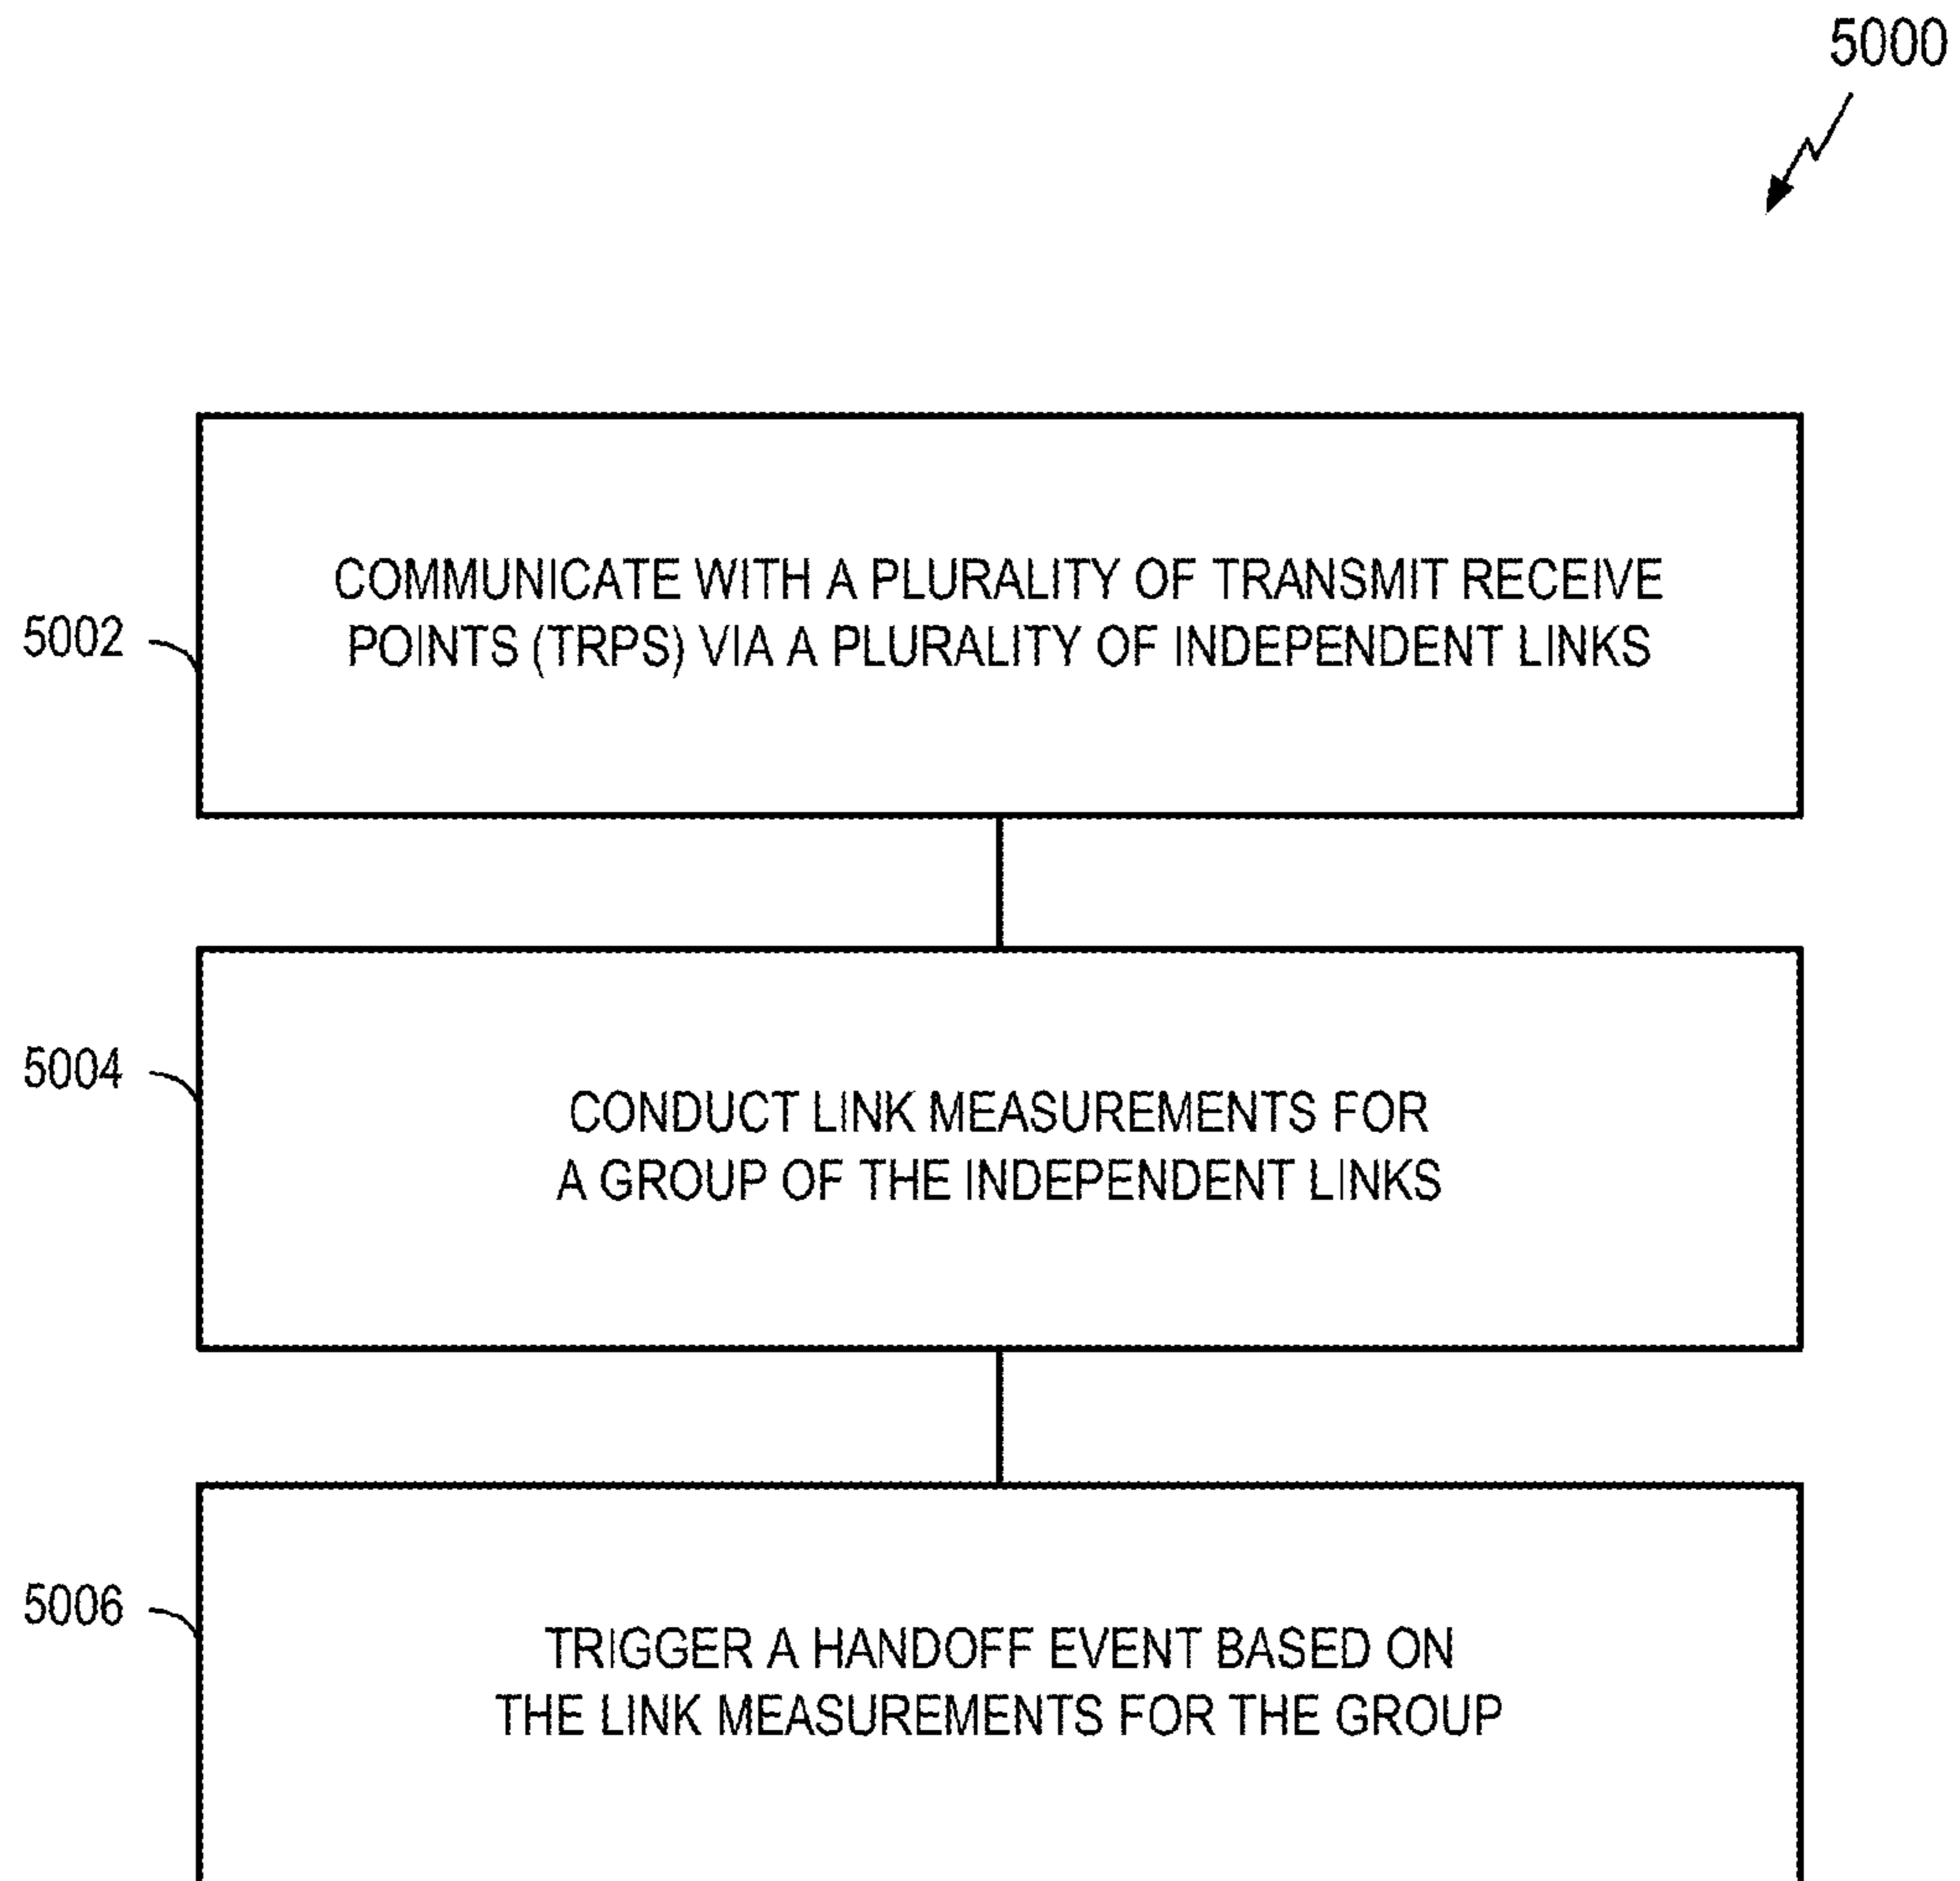 5000
5002
COMMUNICATE WITH A PLURALITY OF TRANSMIT RECEIVE
POINTS (TRPS) VIA A PLURALITY OF INDEPENDENT LINKS
5004
CONDUCT LINK MEASUREMENTS FOR
A GROUP OF THE INDEPENDENT LINKS
5006
TRIGGER A HANDOFF EVENT BASED ON
THE LINK MEASUREMENTS FOR THE GROUP